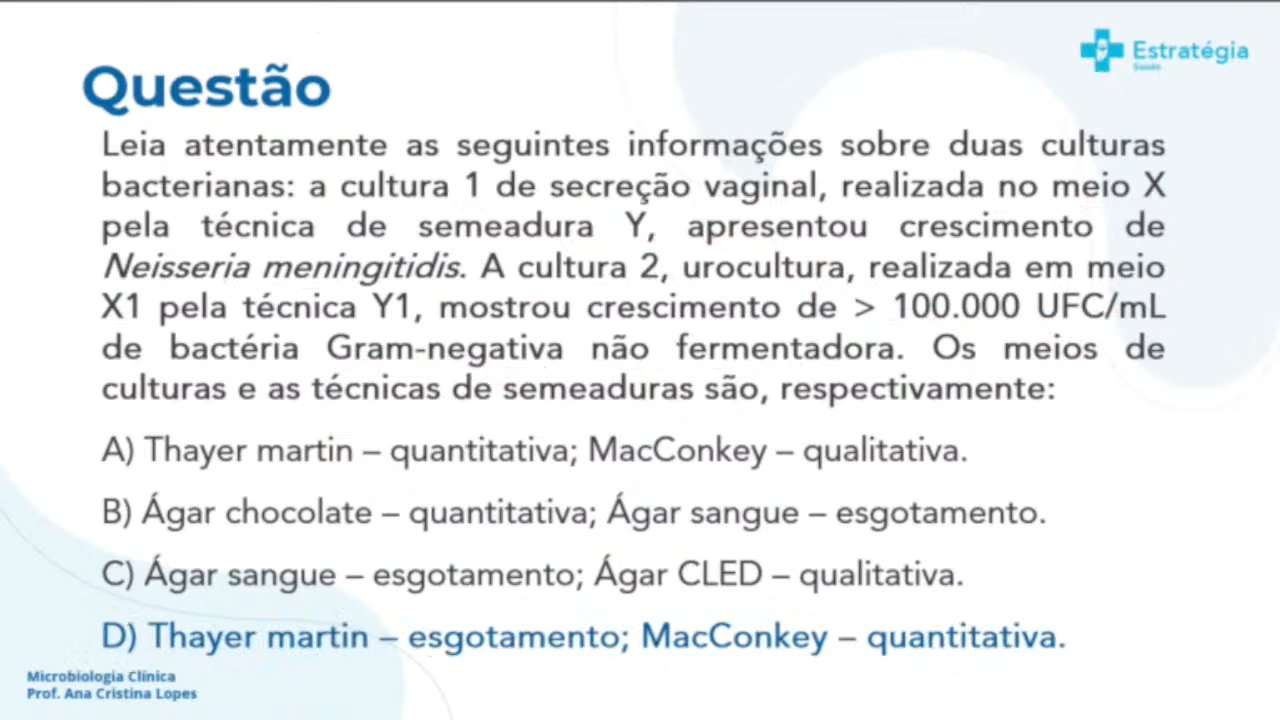 Estratégia
Saúde
Questão
Leia atentamente as seguintes informações sobre duas culturas
bacterianas: a cultura 1 de secreção vaginal, realizada no meio X
pela técnica de semeadura Y, apresentou crescimento de
Neisseria meningitidis. A cultura 2, urocultura, realizada em meio
X1 pela técnica Y1, mostrou crescimento de > 100.000 UFC/mL
de bactéria Gram-negativa não fermentadora. Os meios de
culturas e as técnicas de semeaduras são, respectivamente:
A) Thayer martin – quantitativa; MacConkey – qualitativa.
B) Ágar chocolate – quantitativa; Ágar sangue – esgotamento.
C) Ágar sangue – esgotamento; Ágar CLED – qualitativa.
D) Thayer martin – esgotamento; MacConkey – quantitativa.
Microbiologia Clínica
Prof. Ana Cristina Lopes